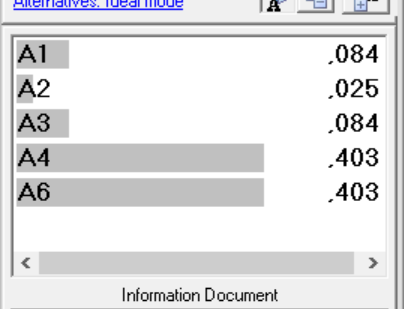 Alternatives: Ideal mode
A1 ,084
A2 ,025
A3 ,084
A4 ,403
A6 ,403
Information Document